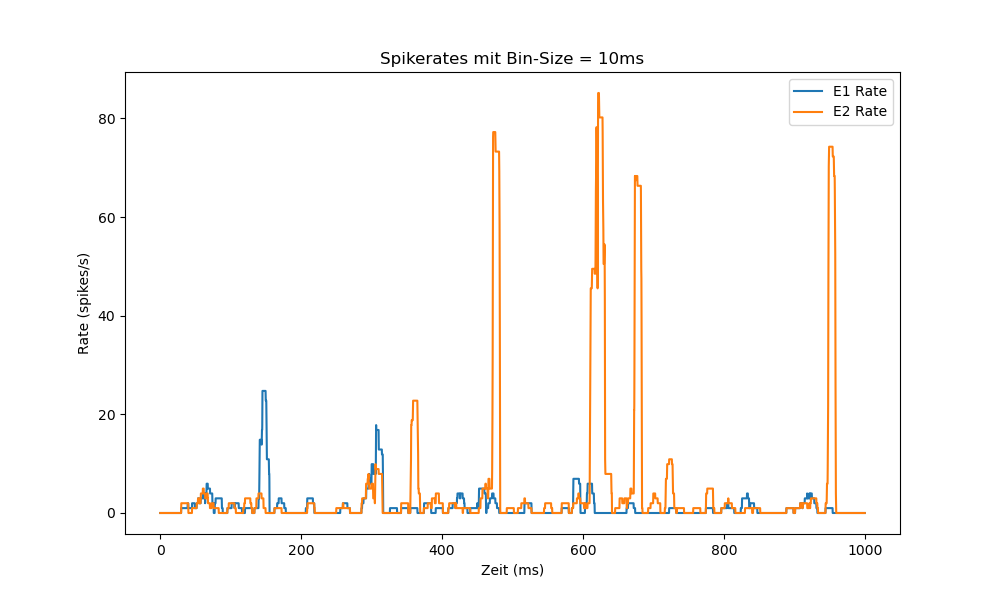 Spikerates mit Bin-Size = 10ms
E1 Rate
E2 Rate
80
60
40
20
0
Rate (spikes/s)
0 200 400 600 800 1000
Zeit (ms)